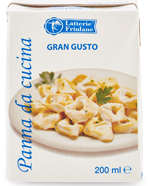 Latterie
Friulane
GRAN GUSTO
Panna da cucina
200 ml e